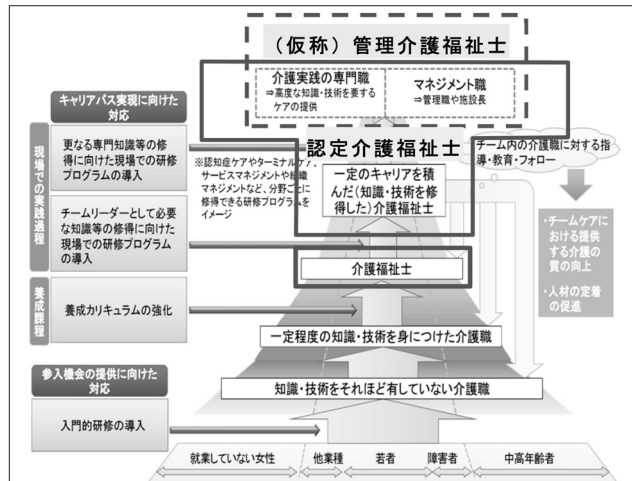 （仮称）管理介護福祉士
介護実践の専門職
⇒高度な知識・技術を要する
ケアの提供
マネジメント職
⇒管理職や施設長
キャリアパス実現に向けた
対応
現場での実践過程
更なる専門知識等の修
得に向けた現場での研修
プログラムの導入
認定介護福祉士
※認知症ケアやターミナルケア、
サービスマネジメントや組織
マネジメントなど、分野ごとに
修得できる研修プログラムを
イメージ
一定のキャリアを積
んだ（知識・技術を修
得した）介護福祉士
チーム内の介護職に対する指
導・教育・フォロー
チームリーダーとして必要
な知識等の修得に向けた
現場での研修プログラム
の導入
・チームケアに
おける提供
する介護の
質の向上
・人材の定着
の促進
介護福祉士
養成課程
養成カリキュラムの強化
一定程度の知識・技術を身につけた介護職
参入機会の提供に向けた
対応
知識・技術をそれほど有していない介護職
入門的研修の導入
就業していない女性
他業種
若者
障害者
中高年齢者